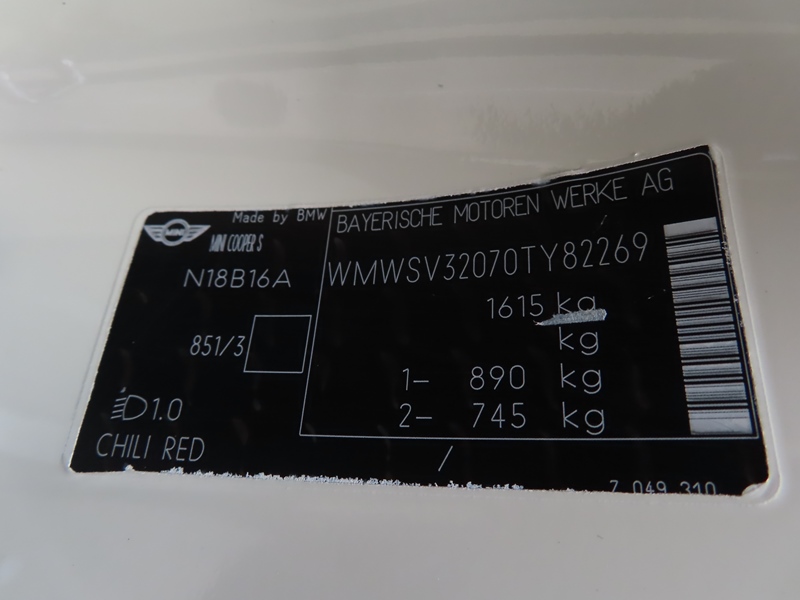 MINI
Made by BMW
MINI COOPER S
N18B16A
851/3
1.0
CHILI RED
BAYERISCHE MOTOREN WERKE AG
WMWSV32070TY82269
1615 kg
kg
1- 890 kg
2- 745 kg
/
7 049 310